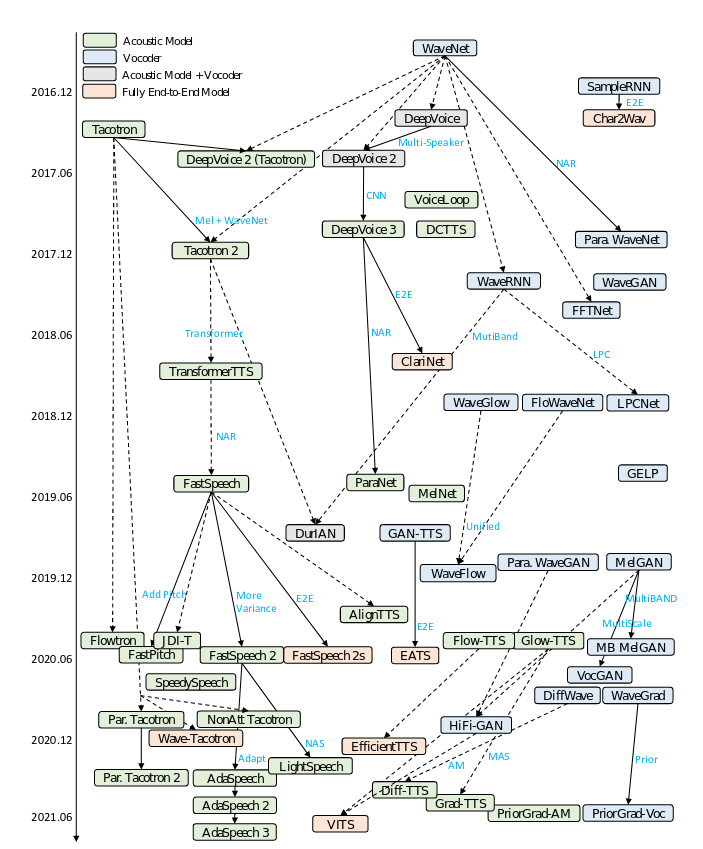 Acoustic Model
Vocoder
Acoustic Model + Vocoder
Fully End-to-End Model
WaveNet
2016.12
SampleRNN
E2E
Char2Wav
DeepVoice
Tacotron
Multi-Speaker
DeepVoice 2 (Tacotron)
DeepVoice 2
NAR
2017.06
CNN
VoiceLoop
Mel + WaveNet
DeepVoice 3
DCTTS
Para. WaveNet
2017.12
Tacotron 2
WaveRNN
WaveGAN
E2E
FFTNet
2018.06
Transformer
NAR
MutiBand
LPC
ClariNet
TransformerTTS
WaveGlow
FloWaveNet
LPCNet
2018.12
NAR
GELP
FastSpeech
ParaNet
MelNet
2019.06
Unified
DurIAN
GAN-TTS
Para. WaveGAN
MelGAN
WaveFlow
2019.12
Add Pitch
More
Variance
E2E
MultiBAND
AlignTTS
MultiScale
E2E
Flowtron
JDI-T
Flow-TTS
Glow-TTS
MB MelGAN
FastPitch
FastSpeech 2
FastSpeech 2s
EATS
2020.06
VocGAN
SpeedySpeech
DiffWave
WaveGrad
Par. Tacotron
NonAtt Tacotron
HiFi-GAN
Wave-Tacotron
NAS
EfficientTTS
2020.12
Adapt
LightSpeech
AM
MAS
Prior
Par. Tacotron 2
AdaSpeech
Diff-TTS
AdaSpeech 2
Grad-TTS
PriorGrad-AM
PriorGrad-Voc
2021.06
VITS
AdaSpeech 3